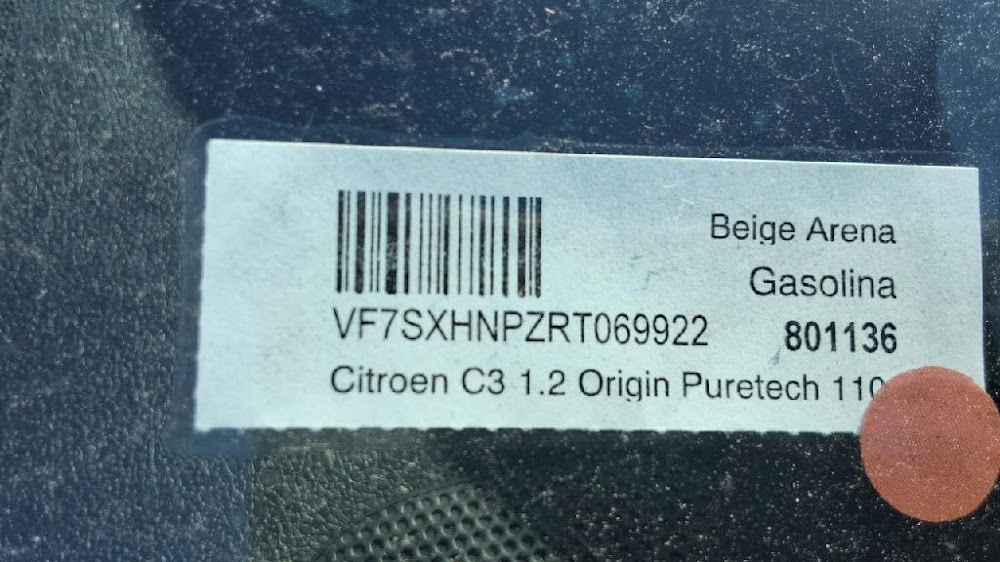 Beige Arena
Gasolina
VF7SXHNPZRT069922 801136
Citroen C3 1.2 Origin Puretech 110